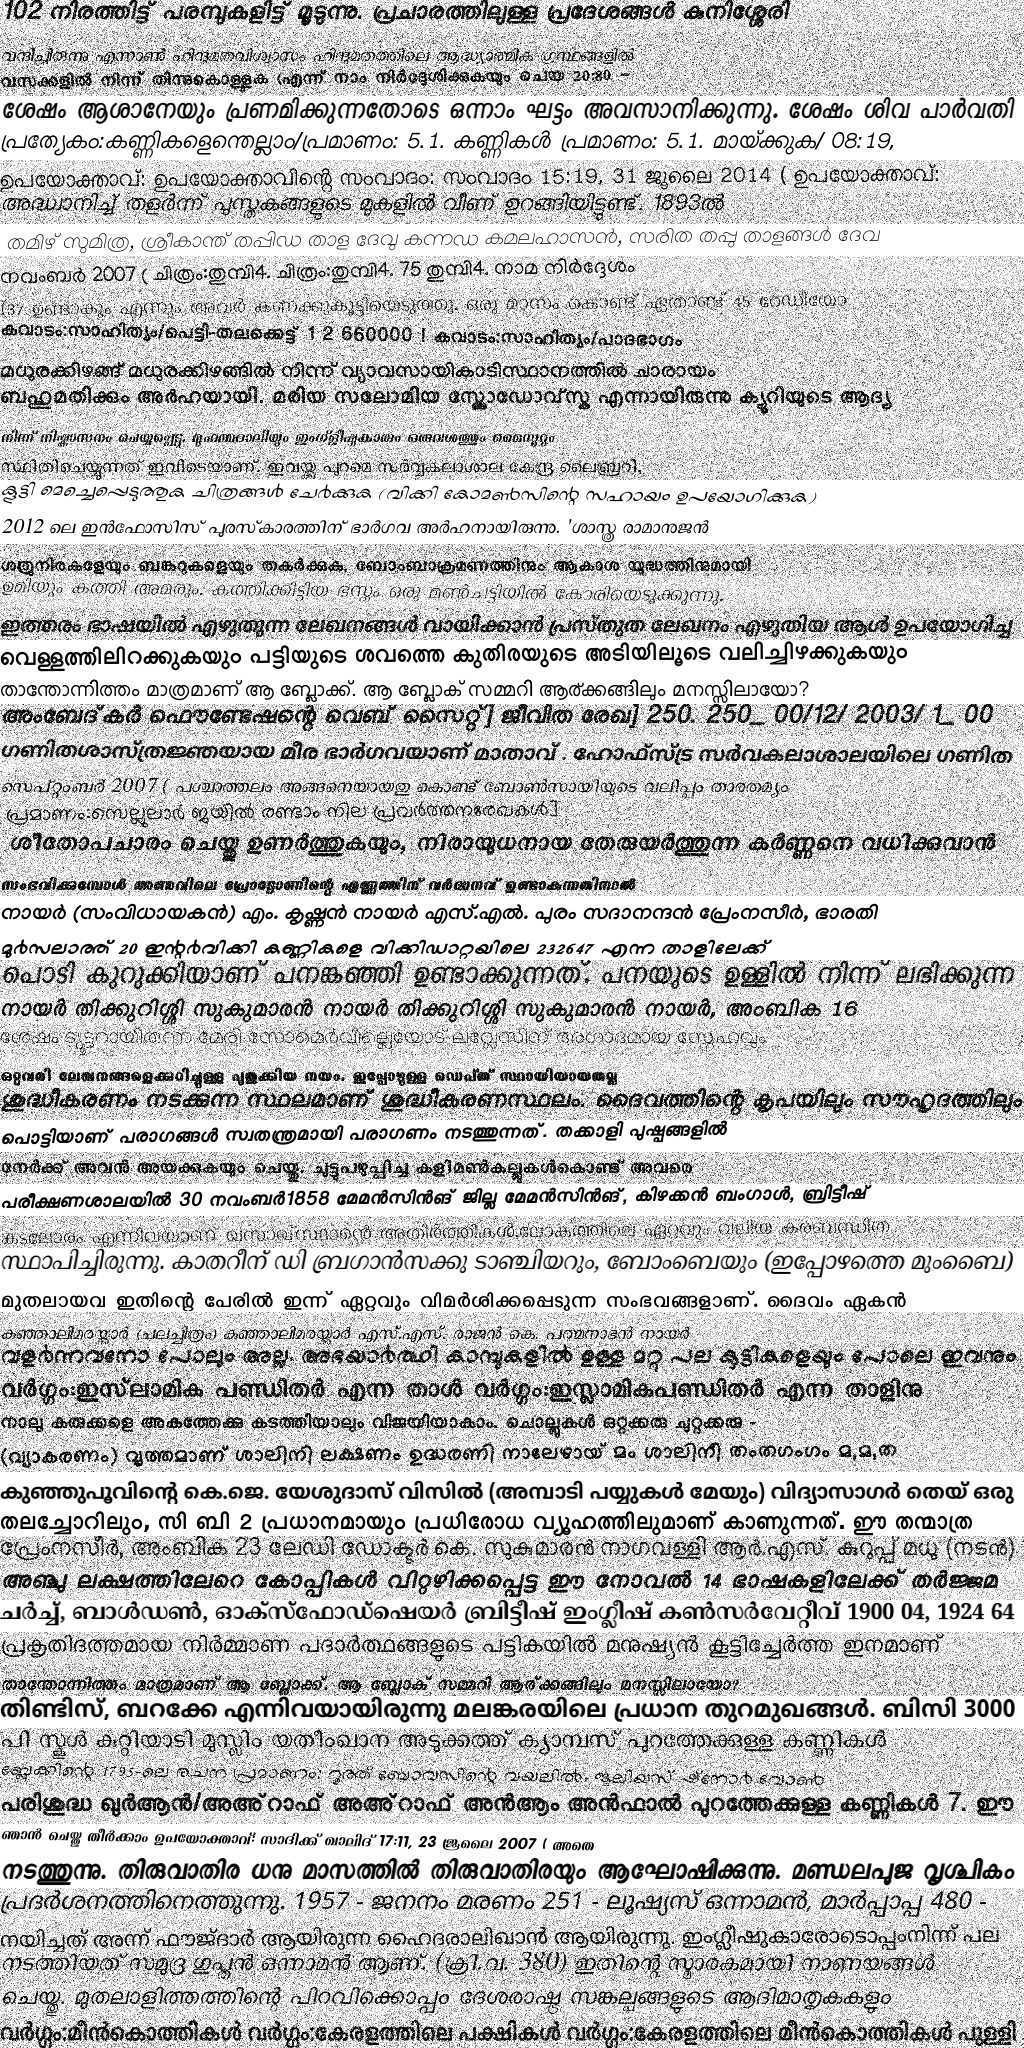 102 നിരത്തിട്ട് പരമ്പുകളിട്ട് മൂടുന്നു. പ്രചാരത്തിലുള്ള പ്രദേശങ്ങൾ കുനിശ്ശേരി
വന്ദിച്ചിരുന്നു എന്നാൺ ഹിന്ദുമതവിശ്വാസം ഹിന്ദുമതത്തിലെ ആദ്ധ്യാത്മിക ഗ്രന്ഥങ്ങളിൽ
വസക്കളിൽ നിന്ന് തിന്നുകൊള്ളുക (എന്ന് നാം നിർദ്ദേശിക്കുകയും ചെയ്ത 20:80 –
ശേഷം ആശാനേയും പ്രണമിക്കുന്നതോടെ ഒന്നാം ഘട്ടം അവസാനിക്കുന്നു. ശേഷം ശിവ പാർവതി
പ്രത്യേകം:കണ്ണികളെന്തെല്ലാം/പ്രമാണം: 5.1. കണ്ണികൾ പ്രമാണം: 5.1. മായ്ക്കുക/ 08:19,
ഉപയോക്താവ്: ഉപയോക്താവിന്റെ സംവാദം: സംവാദം 15:19, 31 ജൂലൈ 2014 ( ഉപയോക്താവ്:
അദ്ധ്വാനിച്ച് തളർന്ന് പുസ്തകങ്ങളുടെ മുകളിൽ വീണ് ഉറങ്ങിയിട്ടുണ്ട്. 1893ൽ
തമിഴ് സുമിത്ര, ശ്രീകാന്ത് തപ്പിഡ താള ദേവു കന്നഡ കമലഹാസൻ, സരിത തപ്പു താളങ്ങൾ ദേവ
നവംബർ 2007 ( ചിത്രം:തുമ്പി4. ചിത്രം:തുമ്പി4. 75 തുമ്പി4. നാമ നിർദ്ദേശം
[37 ഉണ്ടാകും എന്നും അവർ കണക്കുകൂട്ടിയെടുത്തു. ഒരു മാസം കൊണ്ട് ഏതാണ്ട് 45 റേഡിയോ
കവാടം:സാഹിത്യം/പെട്ടി-തലക്കെട്ട് 1 2 660000 | കവാടം:സാഹിത്യം/പാദഭാഗം
മധുരക്കിഴങ്ങ് മധുരക്കിഴങ്ങിൽ നിന്ന് വ്യാവസായികാടിസ്ഥാനത്തിൽ ചാരായം
ബഹുമതിക്കും അർഹയായി. മരിയ സലോമിയ സ്ക്ലോഡോവ്സ്ക എന്നായിരുന്നു ക്യൂറിയുടെ ആദ്യ
നിന്ന് നിഷ്കാസനം ചെയ്യപ്പെട്ടു. മുഹമ്മദാലിയും ഇംഗ്ളീഷുകാരും ഒരുവശത്തും മൈസൂറും
സ്ഥിതിചെയ്യുന്നത് ഇവിടെയാണ്. ഇവയ്ക്കു പുറമെ സർവ്വകലാശാല കേന്ദ്ര ലൈബ്രറി,
കൂട്ടി മെച്ചെപ്പെടുത്തുക ചിത്രങ്ങൾ ചേർക്കുക (വിക്കി കോമൺസിന്റെ സഹായം ഉപയോഗിക്കുക)
2012 ലെ ഇൻഫോസിസ് പുരസ്കാരത്തിന് ഭാർഗവ അർഹനായിരുന്നു. 'ശാസ്ത്ര രാമാനുജൻ
ശത്രുനിരകളേയും ബങ്കറുകളെയും തകർക്കുക, ബോംബാക്രമണത്തിനും ആകാശ യുദ്ധത്തിനുമായി
ഉമിയും കത്തി അമരും. കത്തിക്കിട്ടിയ ഭസ്മം ഒരു മൺചട്ടിയിൽ കോരിയെടുക്കുന്നു.
ഇത്തരം ഭാഷയിൽ എഴുതുന്ന ലേഖനങ്ങൾ വായിക്കാൻ പ്രസ്തുത ലേഖനം എഴുതിയ ആൾ ഉപയോഗിച്ച
വെള്ളത്തിലിറക്കുകയും പട്ടിയുടെ ശവത്തെ കുതിരയുടെ അടിയിലൂടെ വലിച്ചിഴക്കുകയും
താന്തോന്നിത്തം മാത്രമാണ് ആ ബ്ലോക്ക്. ആ ബ്ലോക് സമ്മറി ആർക്കങ്ങിലും മനസ്സിലായോ?
അംബേദ്കർ ഫൌണ്ടേഷന്റെ വെബ് സൈറ്റ്] ജീവിത രേഖ] 250. 250_ 00/12/ 2003/ 1_ 00
ഗണിതശാസ്ത്രജ്ഞയായ മീര ഭാർഗവയാണ് മാതാവ് . ഹോഫ്സ്ട്ര സർവകലാശാലയിലെ ഗണിത
സെപ്റ്റംബർ 2007 ( പശ്ചാത്തലം അങ്ങനെയായതു കൊണ്ട് ബോൺസായിയുടെ വലിപ്പം താരതമ്യം
പ്രമാണം:സെല്ലുലാർ ജയിൽ രണ്ടാം നില പ്രവർത്തനരേഖകൾ]
ശീതോപചാരം ചെയ്തു ഉണർത്തുകയും, നിരായുധനായ തേരുയർത്തുന്ന കർണ്ണനെ വധിക്കുവാൻ
സംഭവിക്കുമ്പോൾ അണുവിലെ പ്രോട്ടോണിന്റെ എണ്ണത്തിന് വർദ്ധനവ് ഉണ്ടാകുന്നതിനാൽ
നായർ (സംവിധായകൻ) എം. കൃഷ്ണൻ നായർ എസ്.എൽ. പുരം സദാനന്ദൻ പ്രേംനസീർ, ഭാരതി
മുർസലാത്ത് 20 ഇന്റർവിക്കി കണ്ണികളെ വിക്കിഡാറ്റയിലെ 232647 എന്ന താളിലേക്ക്
പൊടി കുറുക്കിയാണ് പനങ്കഞ്ഞി ഉണ്ടാക്കുന്നത്. പനയുടെ ഉള്ളിൽ നിന്ന് ലഭിക്കുന്ന
നായർ തിക്കുറിശ്ശി സുകുമാരൻ നായർ തിക്കുറിശ്ശി സുകുമാരൻ നായർ, അംബിക 16
ശേഷം ട്യൂട്ടറായിരുന്ന മേരി സോമെർവില്ലെയോട് ലവ്ലേസിന് അഗാദമായ സ്നേഹവും
ഒറ്റവരി ലേഖനങ്ങളെക്കുറിച്ചുള്ള പുതുക്കിയ നയം. ഇപ്പോഴുള്ള ഡെപ്ത് സ്ഥായിയായതല്ല
ശുദ്ധീകരണം നടക്കുന്ന സ്ഥലമാണ് ശുദ്ധീകരണസ്ഥലം. ദൈവത്തിന്റെ കൃപയിലും സൗഹൃദത്തിലും
പൊട്ടിയാണ് പരാഗങ്ങൾ സ്വതന്ത്രമായി പരാഗണം നടത്തുന്നത്. തക്കാളി പുഷ്പങ്ങളിൽ
നേർക്ക് അവൻ അയക്കുകയും ചെയ്തു. ചുട്ടുപഴുപ്പിച്ച കളിമൺകല്ലുകൾകൊണ്ട് അവരെ
പരീക്ഷണശാലയിൽ 30 നവംബർ1858 മേമൻസിൻങ് ജില്ല മേമൻസിൻങ്, കിഴക്കൻ ബംഗാൾ, ബ്രിട്ടീഷ്
കടലോരം എന്നിവയാണ് ഖസാഖ്സ്ഥാന്റെ അതിർത്തികൾ.ലോകത്തിലെ ഏറ്റവും വലിയ കരബന്ധിത
സ്ഥാപിച്ചിരുന്നു. കാതറീന് ഡി ബ്രഗാൻസക്കു ടാഞ്ചിയറും, ബോംബെയും (ഇപ്പോഴത്തെ മുംബൈ)
മുതലായവ ഇതിന്റെ പേരിൽ ഇന്ന് ഏറ്റവും വിമർശിക്കപ്പെടുന്ന സംഭവങ്ങളാണ്. ദൈവം ഏകൻ
കുഞ്ഞാലിമരയ്ക്കാർ (ചലച്ചിത്രം) കുഞ്ഞാലിമരയ്ക്കാർ എസ്.എസ്. രാജൻ കെ. പത്മനാഭൻ നായർ
വളർന്നവനോ പോലും അല്ല. അഭയാർത്ഥി കാമ്പുകളിൽ ഉള്ള മറ്റു പല കുട്ടികളെയും പോലെ ഇവനും
വർഗ്ഗം:ഇസ്‌ലാമിക പണ്ഡിതർ എന്ന താൾ വർഗ്ഗം:ഇസ്ലാമികപണ്ഡിതർ എന്ന താളിനു
നാലു കരുക്കളെ അകത്തേക്കു കടത്തിയാലും വിജയിയാകാം. ചൊല്ലുകൾ ഒറ്റക്കരു ചുറ്റക്കരു -
(വ്യാകരണം) വൃത്തമാണ് ശാലിനി| ലക്ഷണം ഉദ്ധരണി| നാലേഴായ് മം ശാലിനീ| തംതഗംഗം മ,മ,ത
കുഞ്ഞുപൂവിന്റെ കെ.ജെ. യേശുദാസ് വിസിൽ (അമ്പാടി പയ്യുകൾ മേയും) വിദ്യാസാഗർ തെയ് ഒരു
തലച്ചോറിലും, സി ബി 2 പ്രധാനമായും പ്രധിരോധ വ്യൂഹത്തിലുമാണ് കാണുന്നത്. ഈ തന്മാത്ര
പ്രേംനസീർ, അംബിക 23 ലേഡി ഡോക്ടർ കെ. സുകുമാരൻ നാഗവള്ളി ആർ.എസ്. കുറുപ്പ് മധു (നടൻ)
അഞ്ചു ലക്ഷത്തിലേറെ കോപ്പികൾ വിറ്റഴിക്കപ്പെട്ട ഈ നോവൽ 14 ഭാഷകളിലേക്ക് തർജ്ജമ
ചർച്ച്, ബാൾഡൺ, ഓക്സ്ഫോഡ്ഷെയർ ബ്രിട്ടീഷ് ഇംഗ്ലീഷ് കൺസർവേറ്റീവ് 1900 04, 1924 64
പ്രകൃതിദത്തമായ നിർമ്മാണ പദാർത്ഥങ്ങളുടെ പട്ടികയിൽ മനുഷ്യൻ കൂട്ടിച്ചേർത്ത ഇനമാണ്
താന്തോന്നിത്തം മാത്രമാണ് ആ ബ്ലോക്ക്. ആ ബ്ലോക് സമ്മറി ആർക്കങ്ങിലും മനസ്സിലായോ?
തിണ്ടിസ്, ബറക്കേ എന്നിവയായിരുന്നു മലങ്കരയിലെ പ്രധാന തുറമുഖങ്ങൾ. ബിസി 3000
പി സ്കൂൾ കുറ്റിയാടി മുസ്ലിം യതീംഖാന അടുക്കത്ത് ക്യാമ്പസ് പുറത്തേക്കുള്ള കണ്ണികൾ
ബ്ലേക്കിന്റെ 1795-ലെ രചന പ്രമാണം: റൂരത് ബോവസിന്റെ വയലിൽ. ജൂലിയസ് ഷ്നോർ വോൺ
പരിശുദ്ധ ഖുർആൻ/അഅ്റാഫ് അഅ്റാഫ് അൻആം അൻഫാൽ പുറത്തേക്കുള്ള കണ്ണികൾ 7. ഈ
ഞാൻ ചെയ്തു തീർക്കാം ഉപയോക്താവ്: സാദിക്ക് ഖാലിദ് 17:11, 23 ജൂലൈ 2007 ( അതെ
നടത്തുന്നു. തിരുവാതിര ധനു മാസത്തിൽ തിരുവാതിരയും ആഘോഷിക്കുന്നു. മണ്ഡലപൂജ വൃശ്ചികം
പ്രദർശനത്തിനെത്തുന്നു. 1957 - ജനനം മരണം 251 - ലൂഷ്യസ് ഒന്നാമൻ, മാർപ്പാപ്പ 480 -
നയിച്ചത് അന്ന് ഫൗജ്ദാർ ആയിരുന്ന ഹൈദരാലിഖാൻ ആയിരുന്നു. ഇംഗ്ലീഷുകാരോടൊപ്പംനിന്ന് പല
നടത്തിയത് സമുദ്ര ഗുപ്തൻ ഒന്നാമൻ ആണ്. (ക്രി.വ. 380) ഇതിന്റെ സ്മാരകമായി നാണയങ്ങൾ
ചെയ്തു. മുതലാളിത്തത്തിന്റെ പിറവിക്കൊപ്പം ദേശരാഷ്ട്ര സങ്കല്പങ്ങളുടെ ആദിമാതൃകകളും
വർഗ്ഗം:മീൻകൊത്തികൾ വർഗ്ഗം:കേരളത്തിലെ പക്ഷികൾ വർഗ്ഗം:കേരളത്തിലെ മീൻകൊത്തികൾ പുള്ളി